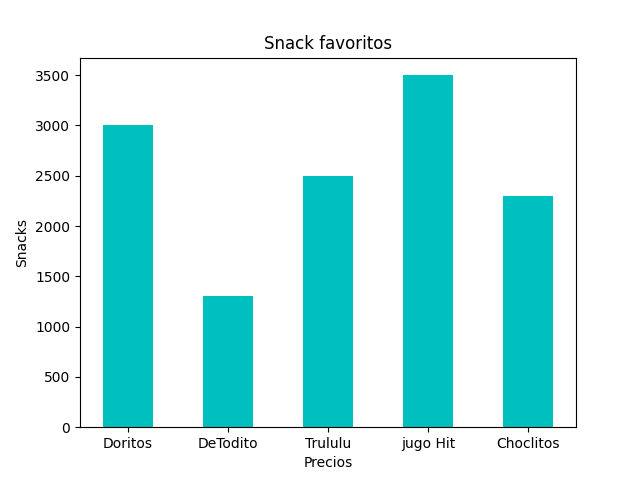 Snack favoritos
3500
3000
2500
2000
1500
1000
500
0
Snacks
Doritos DeTodito Trululu jugo Hit Choclitos
Precios